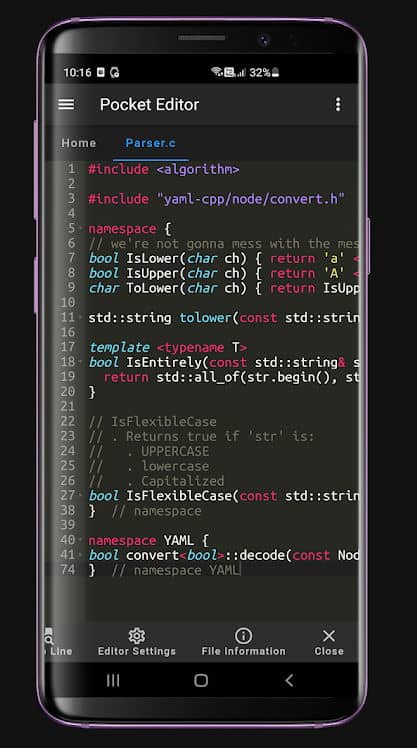 10:16 32%
Pocket Editor
Home Parser.c
1 #include <algorithm>
2
3 #include "yaml-cpp/node/convert.h"
4
5 namespace {
6 // we're not gonna mess with the mes
7 bool IsLower(char ch) { return 'a' <
8 bool IsUpper(char ch) { return 'A' <
9 char ToLower(char ch) { return IsUpp
10
11 std::string tolower(const std::strin
16
17 template <typename T>
18 bool IsEntirely(const std::string& s
19 return std::all_of(str.begin(), st
20 }
21
22 // IsFlexibleCase
23 // . Returns true if 'str' is:
24 // . UPPERCASE
25 // . lowercase
26 // . Capitalized
27 bool IsFlexibleCase(const std::strin
38 } // namespace
39
40 namespace YAML {
41 bool convert<bool>::decode(const Nod
74 } // namespace YAML
Line Editor Settings File Information Close